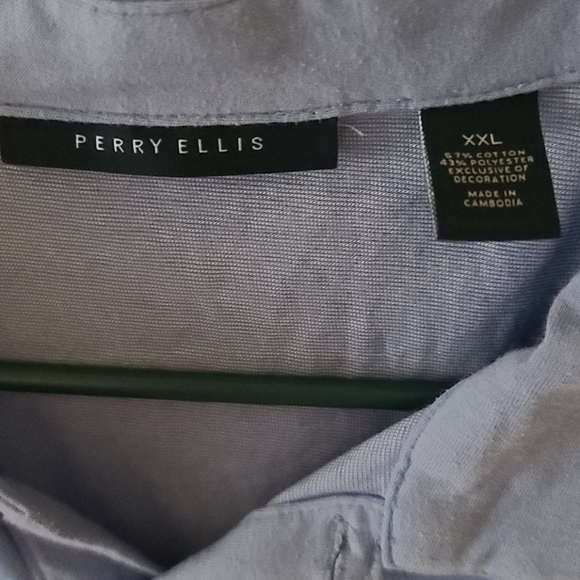 PERRY ELLIS
XXL
57% COTTON
43% POLYESTER
EXCLUSIVE OF
DECORATION
MADE IN
CAMBODIA